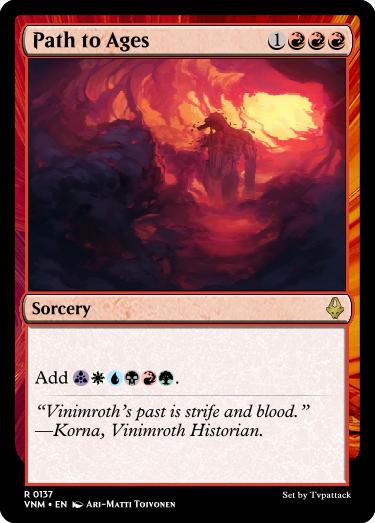 Path to Ages 1
Sorcery
Add .
“Vinimroth’s past is strife and blood.”
—Korna, Vinimroth Historian.
R 0137
Set by Tvpattack
VNM • EN Ari-Matti Toivonen